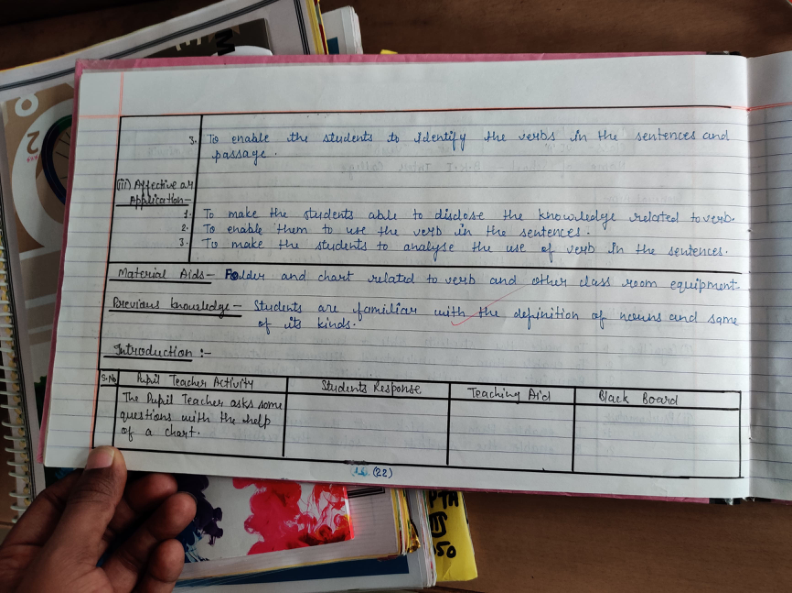 3. To enable the students to Identify the verbs in the sentences and
passage.
(iii) Affective or
Application-
1. To make the students able to disclose the knowledge related to verb.
2. To enable them to use the verb in the sentences.
3. To make the students to analyse the use of verb in the sentences.
Material Aids- Folder and chart related to verb and other class room equipment.
Previous knowledge- Students are familiar with the definition of nouns and some
of its kinds.
Introduction :-
S.No Pupil Teacher Activity Students Response Teaching Aid Black Board
The Pupil Teacher asks some
questions with the help
of a chart.
(22)
M
2
PTA
50